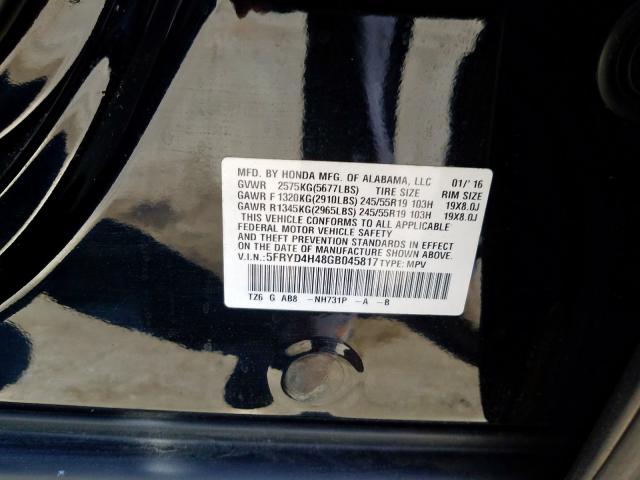 MFD. BY HONDA MFG. OF ALABAMA, LLC 01/'16
GVWR 2575KG(5677LBS) TIRE SIZE RIM SIZE
GAWR F 1320KG(2910LBS) 245/55R19 103H 19X8.0J
GAWR R1345KG(2965LBS) 245/55R19 103H 19X8.0J
THIS VEHICLE CONFORMS TO ALL APPLICABLE
FEDERAL MOTOR VEHICLE SAFETY
AND THEFT PREVENTION STANDARDS IN EFFECT
ON THE DATE OF MANUFACTURE SHOWN ABOVE.
V.I.N.:5FRYD4H48GB045817 TYPE: MPV
TZ6 G AB8 -NH731P -A -B